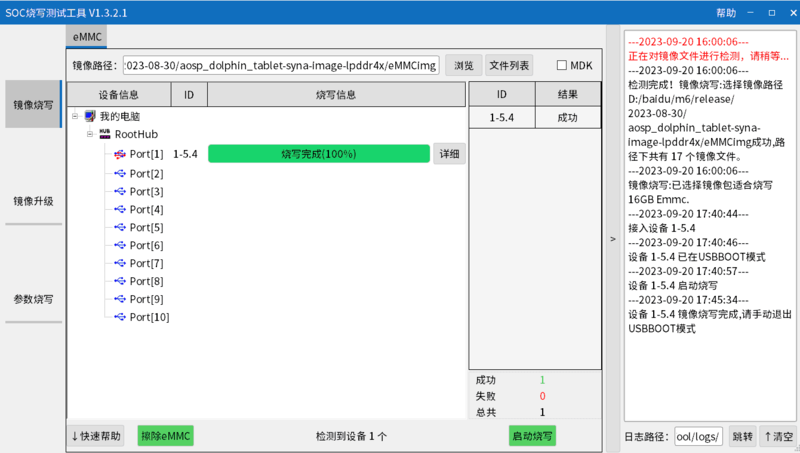 SOC烧写测试工具 V1.3.2.1
帮助
eMMC
镜像路径: :023-08-30/aosp_dolphin_tablet-syna-image-lpddr4x/eMMCimg 浏览 文件列表 MDK
镜像烧写
镜像升级
参数烧写
设备信息 ID 烧写信息
我的电脑
HUB RootHub
Port[1] 1-5.4 烧写完成(100%) 详细
Port[2]
Port[3]
Port[4]
Port[5]
Port[6]
Port[7]
Port[8]
Port[9]
Port[10]
ID 结果
1-5.4 成功
成功 1
失败 0
总共 1
↓快速帮助 擦除eMMC 检测到设备 1 个 启动烧写
>
---2023-09-20 16:00:06---
正在对镜像文件进行检测，请稍等...
---2023-09-20 16:00:06---
检测完成！镜像烧写:选择镜像路径
D:/baidu/m6/release/
2023-08-30/
aosp_dolphin_tablet-syna-
image-lpddr4x/eMMCimg成功,路
径下共有 17 个镜像文件。
---2023-09-20 16:00:06---
镜像烧写:已选择镜像包适合烧写
16GB Emmc.
---2023-09-20 17:40:44---
接入设备 1-5.4
---2023-09-20 17:40:46---
设备 1-5.4 已在USBBOOT模式
---2023-09-20 17:40:57---
设备 1-5.4 启动烧写
---2023-09-20 17:45:34---
设备 1-5.4 镜像烧写完成,请手动退出
USBBOOT模式
日志路径: ool/logs/ 跳转 ↑清空